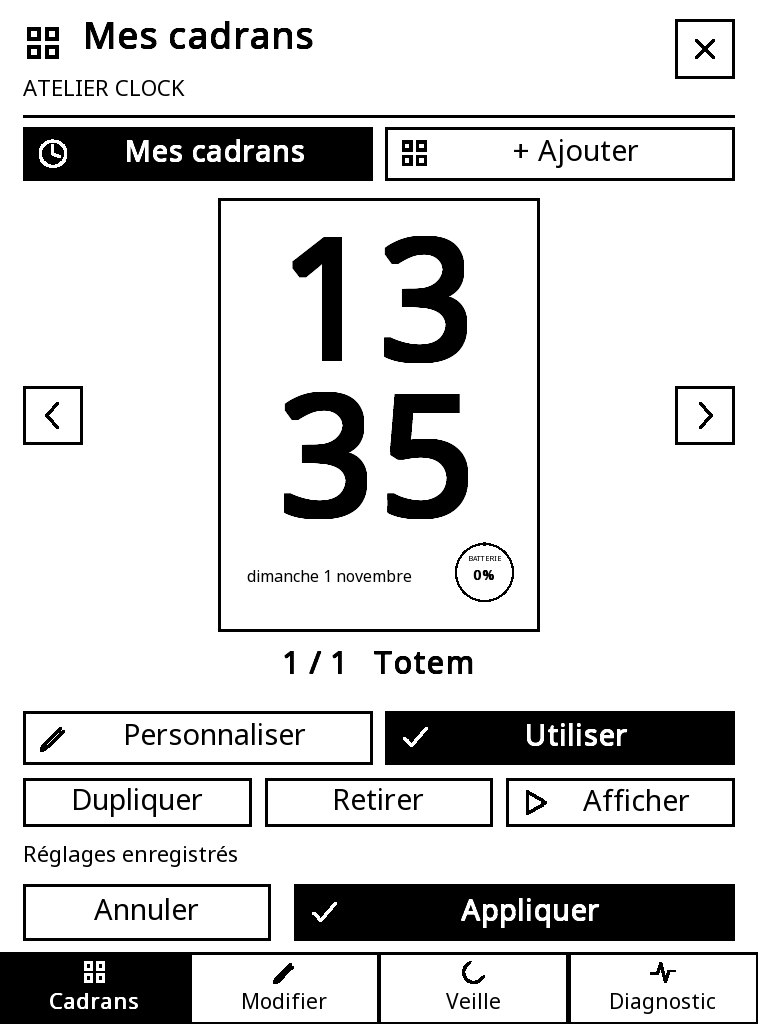 Mes cadrans
ATELIER CLOCK
Mes cadrans
+ Ajouter
13
35
dimanche 1 novembre
BATTERIE
0%
1 / 1 Totem
Personnaliser
Utiliser
Dupliquer
Retirer
Afficher
Réglages enregistrés
Annuler
Appliquer
Cadrans
Modifier
Veille
Diagnostic